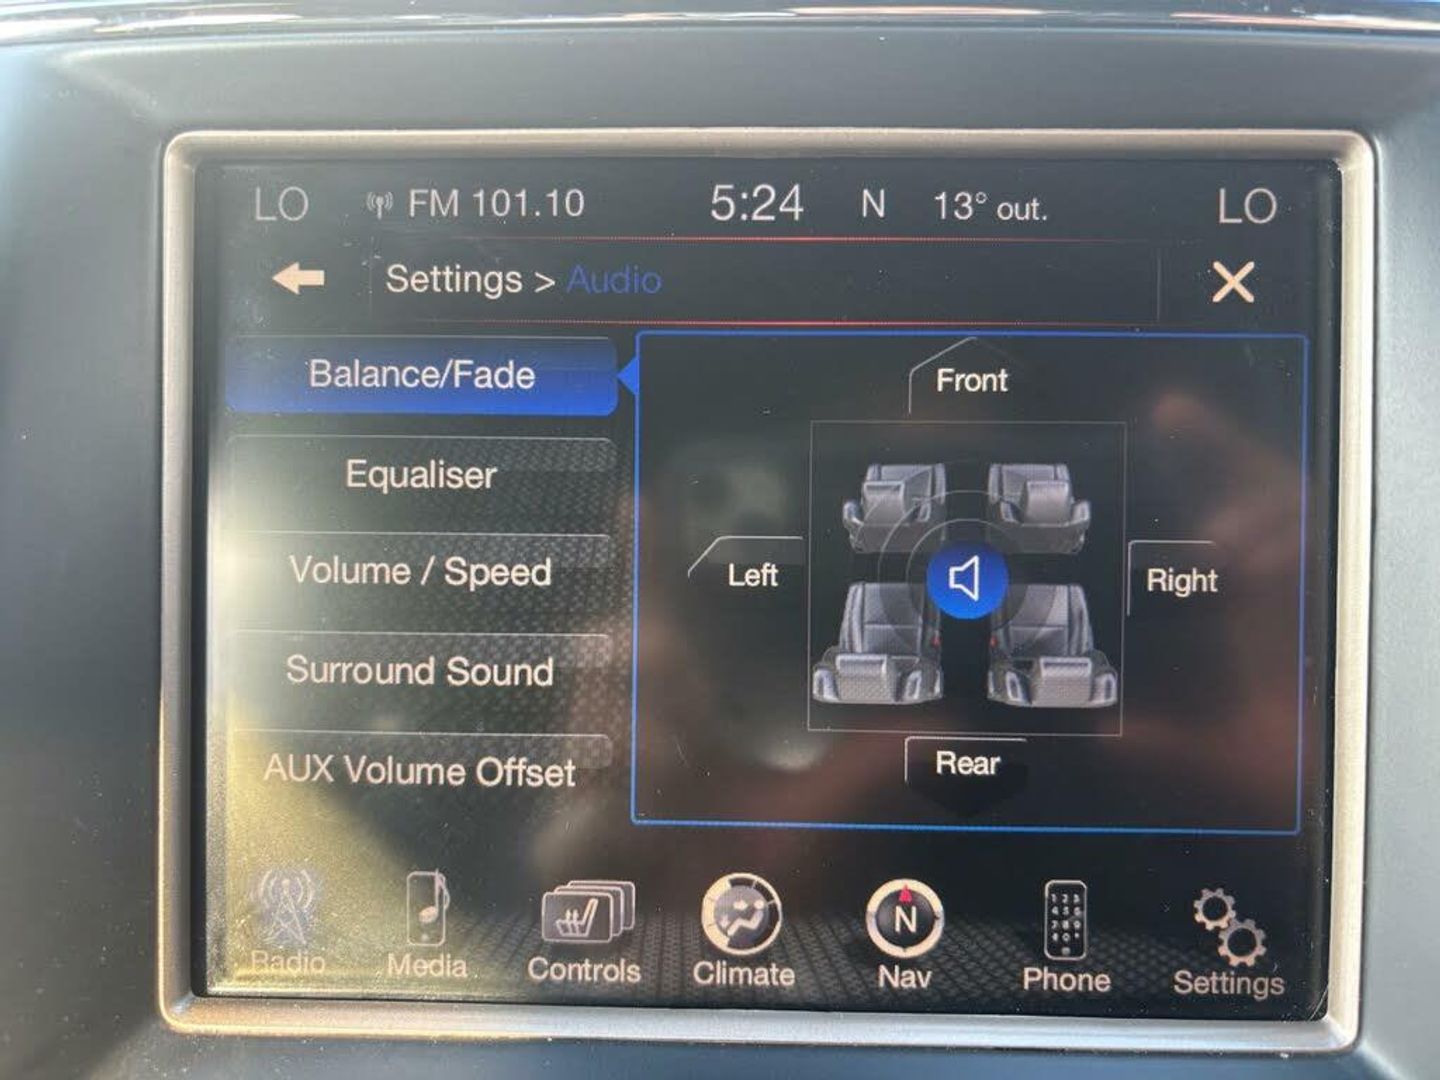 LO FM 101.10 5:24 N 13° out. LO
Settings > Audio
Balance/Fade
Equaliser
Volume / Speed
Surround Sound
AUX Volume Offset
Front
Left
Right
Rear
N
Radio Media Controls Climate Nav Phone Settings